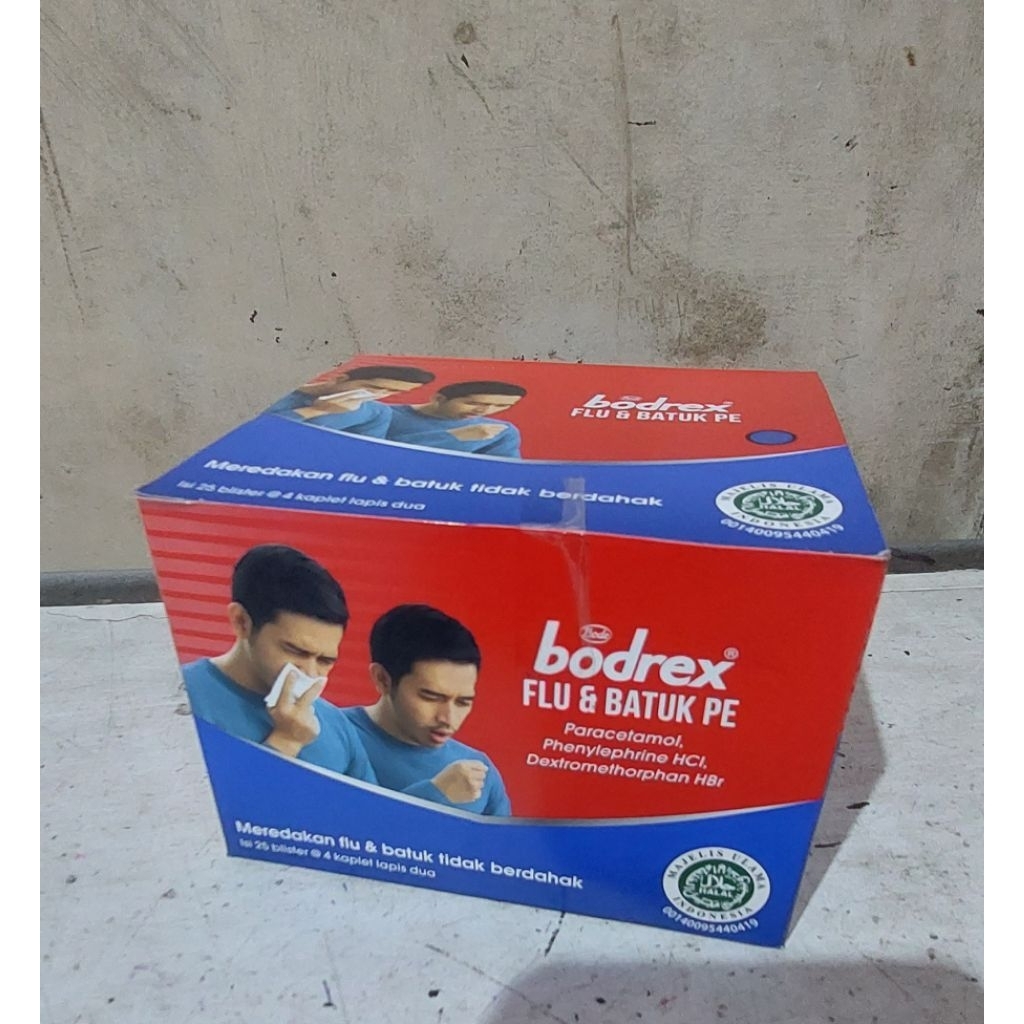 bodrex
FLU & BATUK PE
Meredakan flu & batuk tidak berdahak
Isi 25 blister @ 4 kaplet lapis dua
MAJELIS ULAMA
HALAL
INDONESIA
00140095440419
Bode
bodrex®
FLU & BATUK PE
Paracetamol,
Phenylephrine HCl,
Dextromethorphan HBr
Meredakan flu & batuk tidak berdahak
Isi 25 blister @ 4 kaplet lapis dua
MAJELIS ULAMA
HALAL
INDONESIA
00140095440419